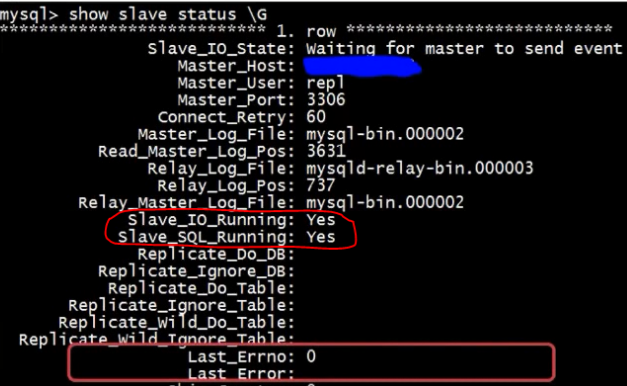 mysql> show slave status \G
*************************** 1. row ***************************
Slave_IO_State: Waiting for master to send event
Master_Host:
Master_User: repl
Master_Port: 3306
Connect_Retry: 60
Master_Log_File: mysql-bin.000002
Read_Master_Log_Pos: 3631
Relay_Log_File: mysqld-relay-bin.000003
Relay_Log_Pos: 737
Relay_Master_Log_File: mysql-bin.000002
Slave_IO_Running: Yes
Slave_SQL_Running: Yes
Replicate_Do_DB:
Replicate_Ignore_DB:
Replicate_Do_Table:
Replicate_Ignore_Table:
Replicate_Wild_Do_Table:
Replicate_Wild_Ignore_Table:
Last_Errno: 0
Last_Error: